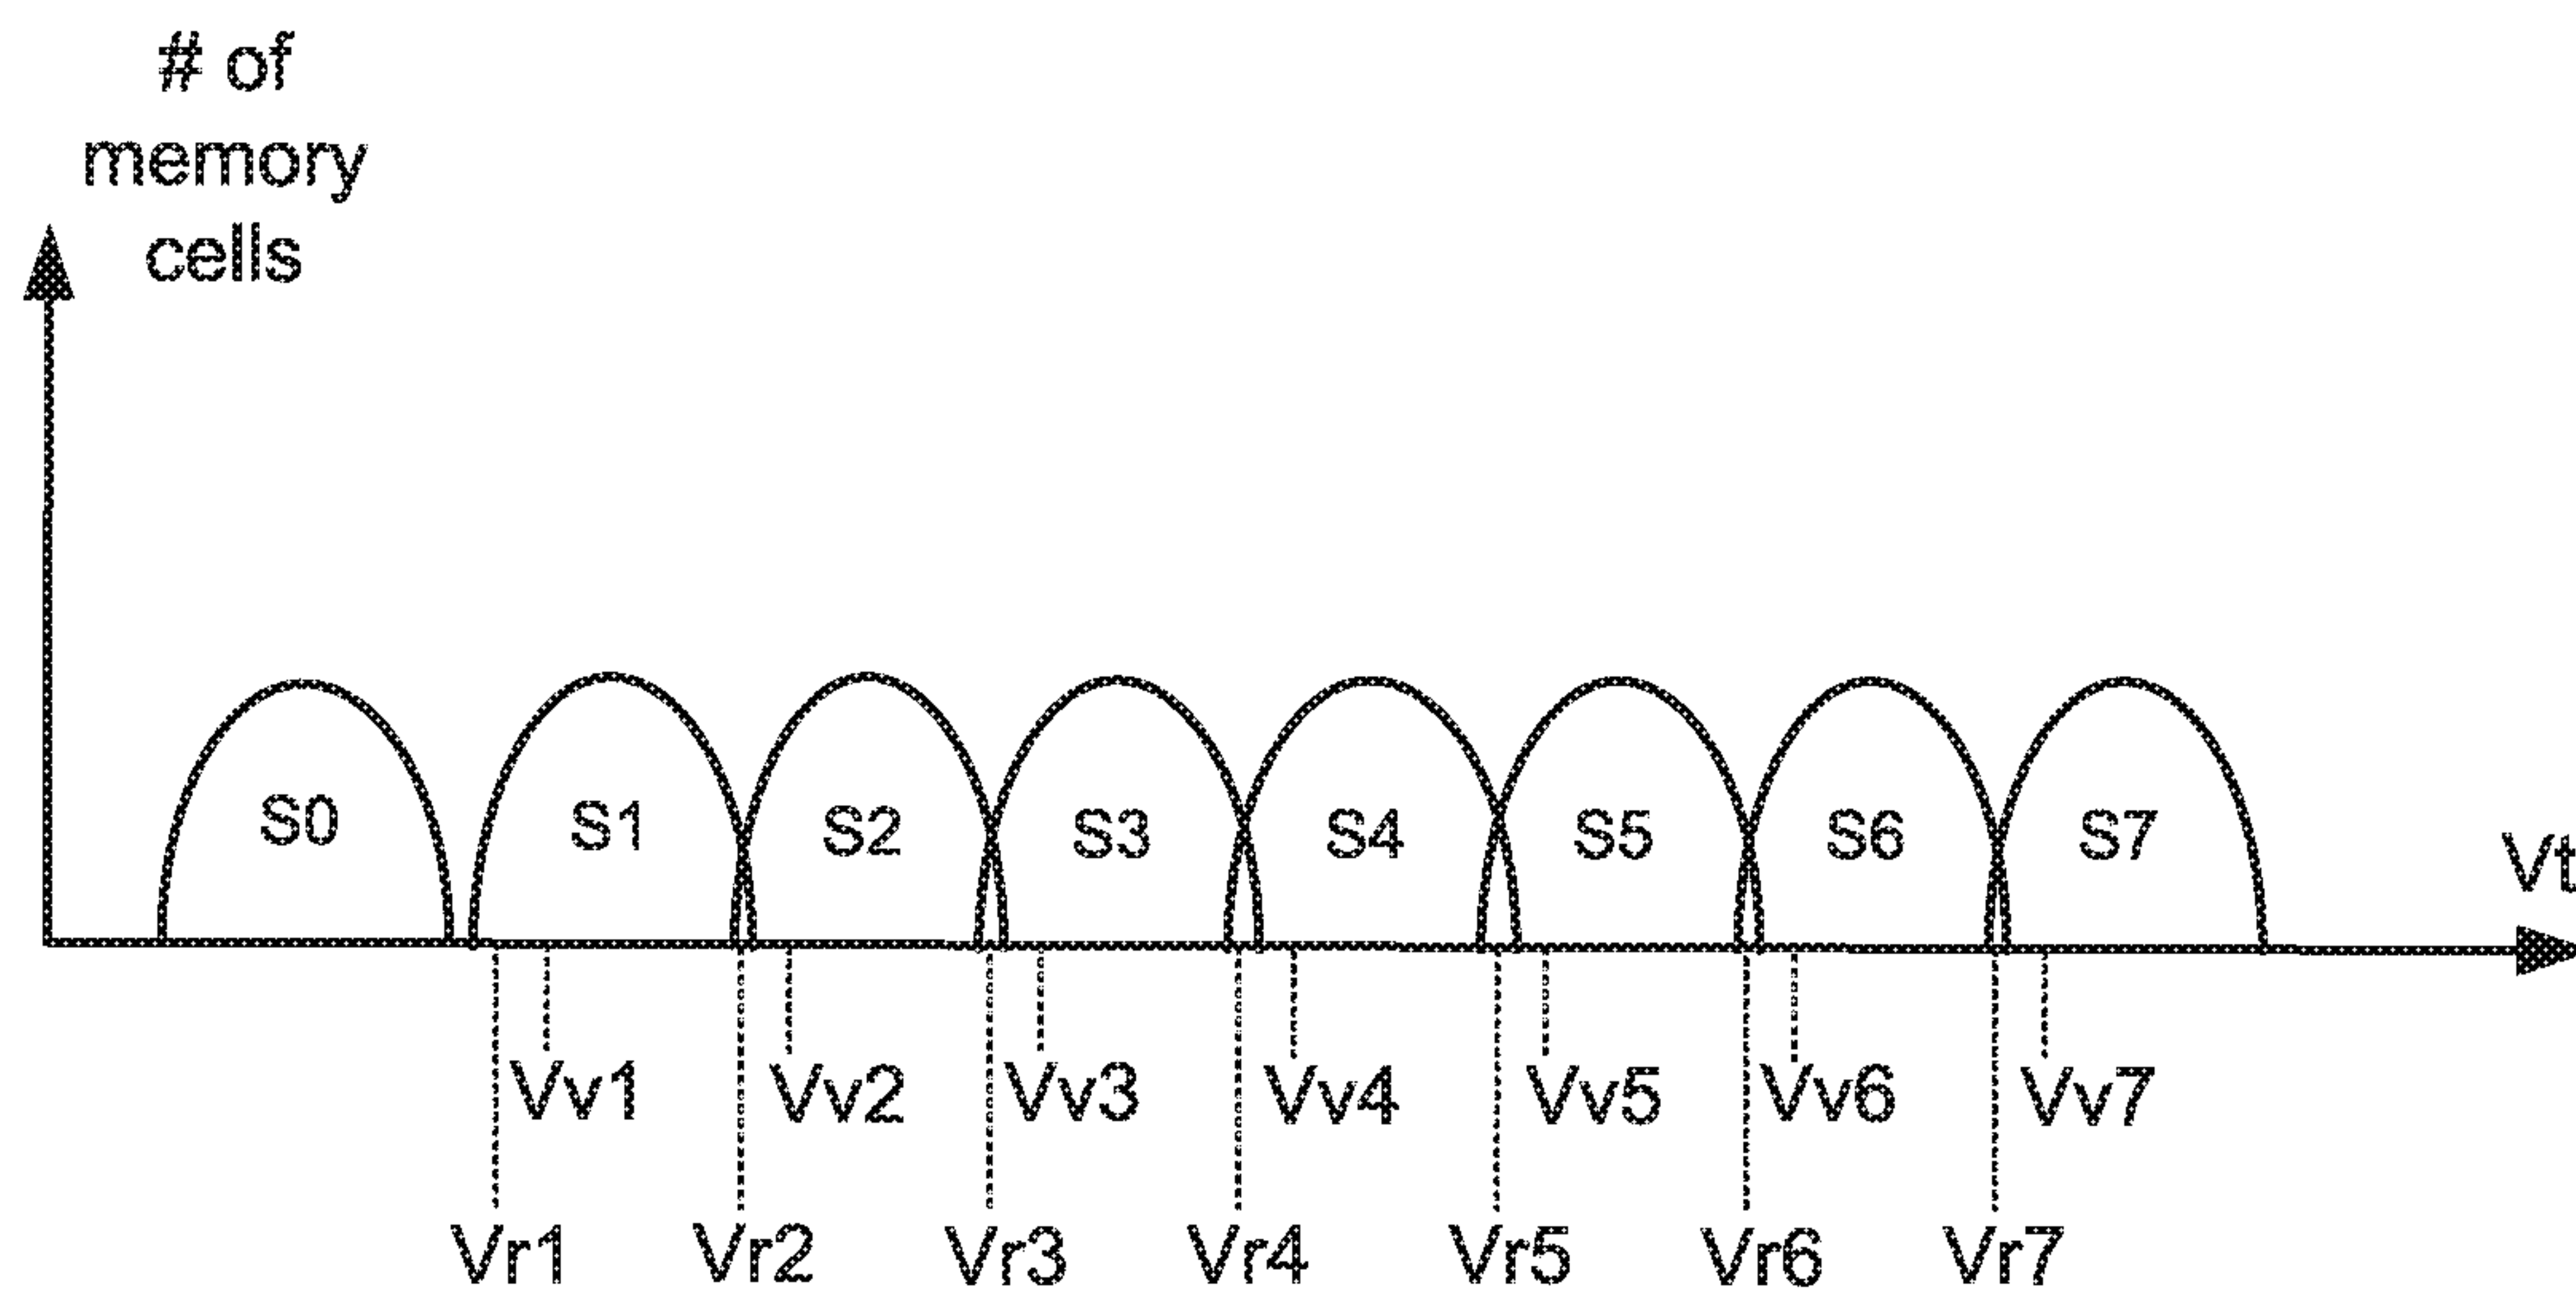 # of
memory
cells
S0
S1
S2
S3
S4
S5
S6
S7
Vt
Vv1
Vv2
Vv3
Vv4
Vv5
Vv6
Vv7
Vr1
Vr2
Vr3
Vr4
Vr5
Vr6
Vr7